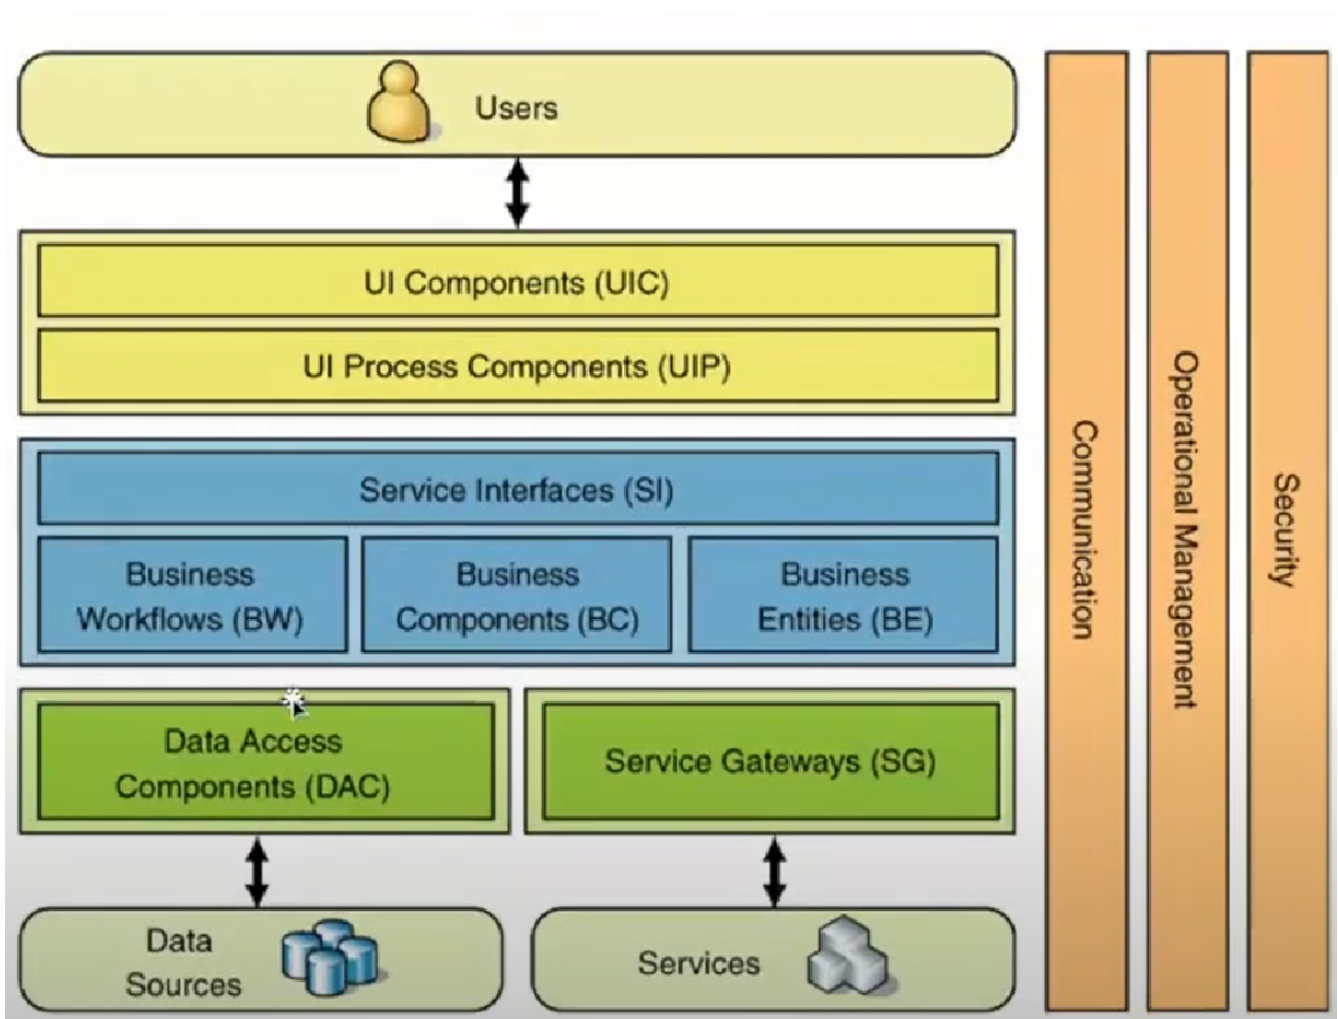 Users
UI Components (UIC)
UI Process Components (UIP)
Service Interfaces (SI)
Business
Workflows (BW)
Business
Components (BC)
Business
Entities (BE)
Data Access
Components (DAC)
Service Gateways (SG)
Data
Sources
Services
Communication
Operational Management
Security